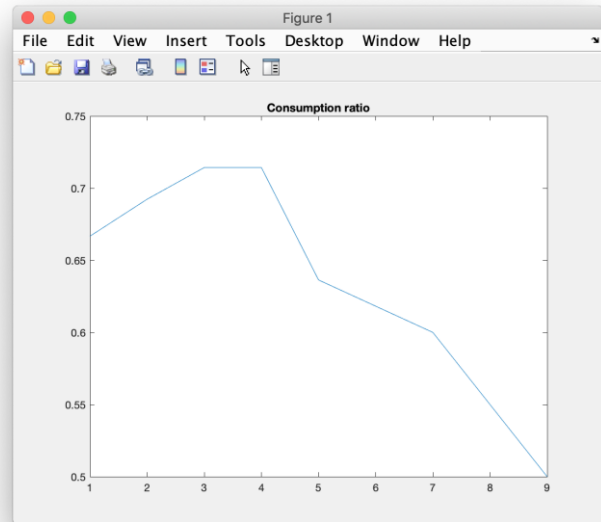 Figure 1
File Edit View Insert Tools Desktop Window Help
Consumption ratio
0.75
0.7
0.65
0.6
0.55
0.5
1 2 3 4 5 6 7 8 9